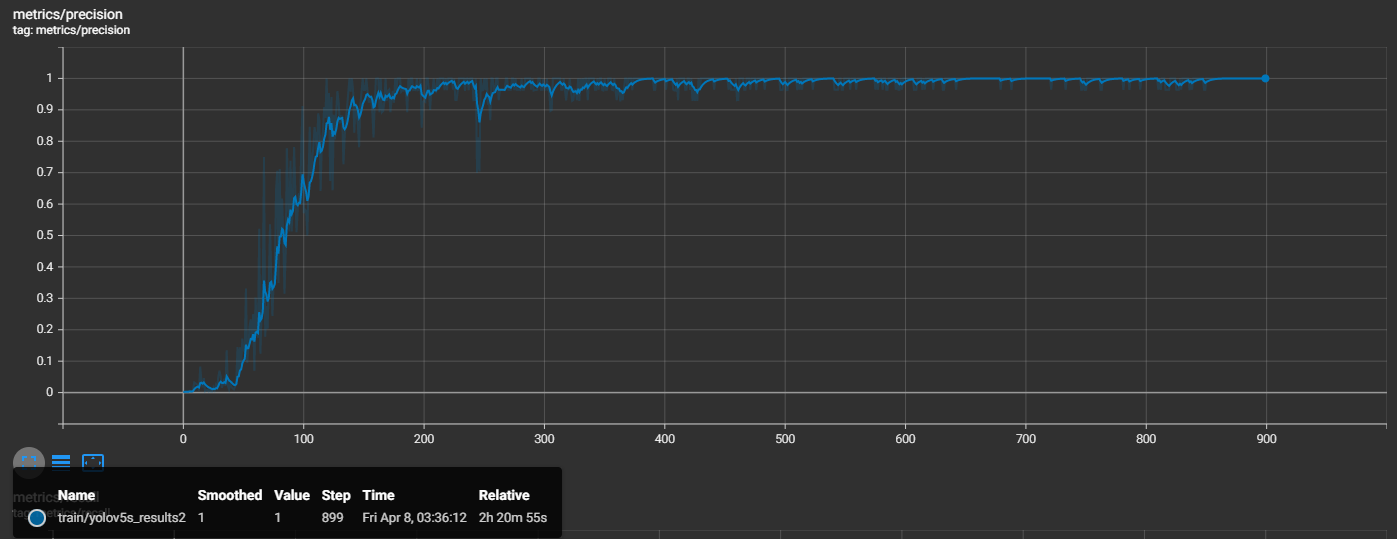 metrics/precision
tag: metrics/precision
1
0.9
0.8
0.7
0.6
0.5
0.4
0.3
0.2
0.1
0
0 100 200 300 400 500 600 700 800 900
Name Smoothed Value Step Time Relative
train/yolov5s_results2 1 1 899 Fri Apr 8, 03:36:12 2h 20m 55s